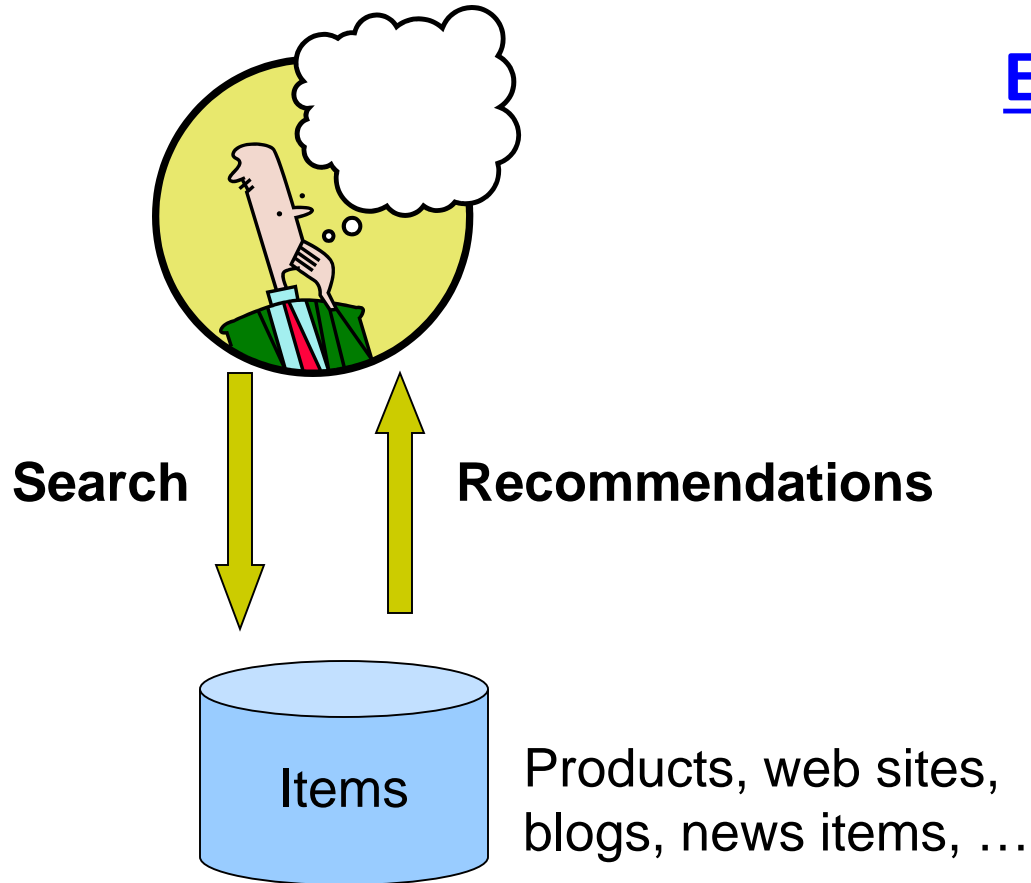 Search
Recommendations
Items
Products, web sites,
blogs, news items, …